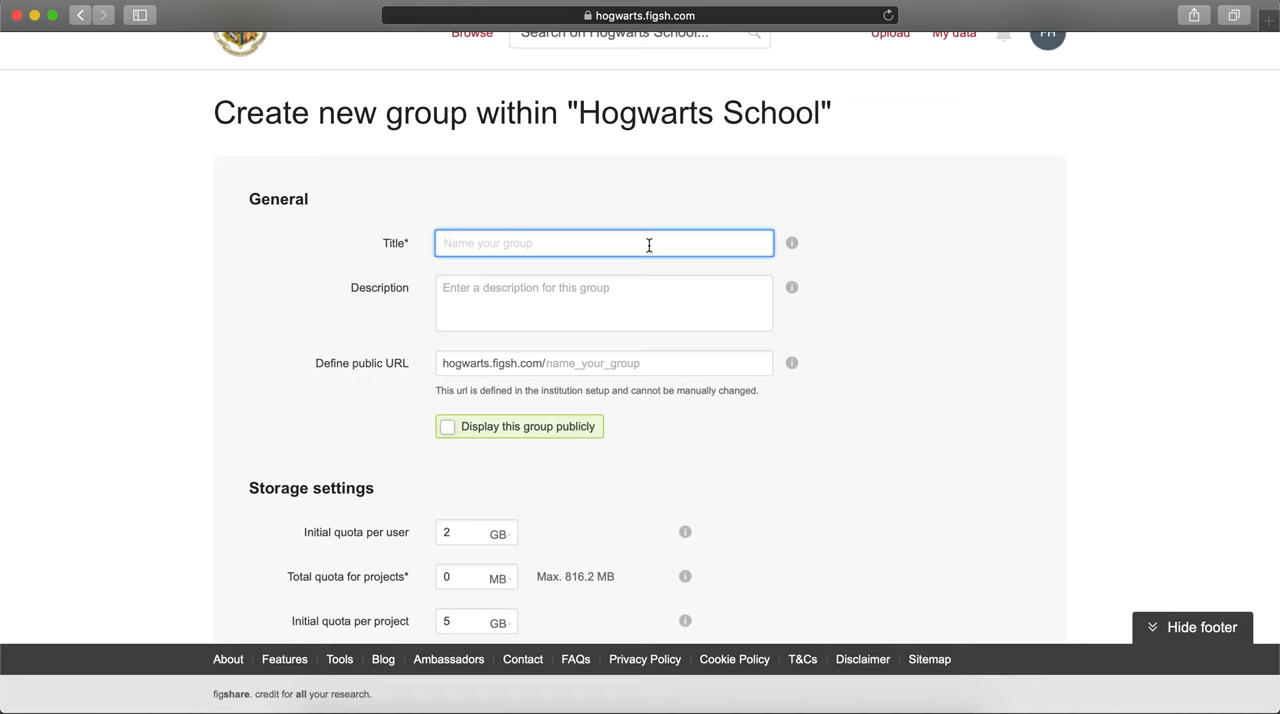 hogwarts.figsh.com
Browse
Search on Hogwarts School...
Upload
My data
FH
Create new group within "Hogwarts School"
General
Title*
Name your group
Description
Enter a description for this group
Define public URL
hogwarts.figsh.com/name_your_group
This url is defined in the institution setup and cannot be manually changed.
Display this group publicly
Storage settings
Initial quota per user
2 GB
Total quota for projects*
0 MB
Max. 816.2 MB
Initial quota per project
5 GB
Hide footer
About Features Tools Blog Ambassadors Contact FAQs Privacy Policy Cookie Policy T&Cs Disclaimer Sitemap
figshare. credit for all your research.